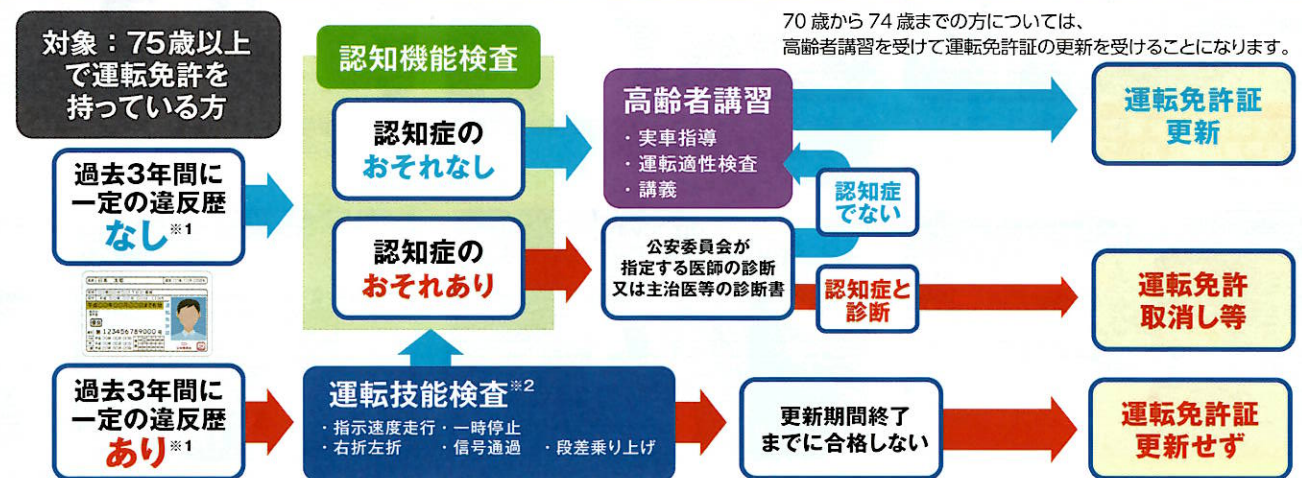 70歳から74歳までの方については、
高齢者講習を受けて運転免許証の更新を受けることになります。
対象：75歳以上
で運転免許を
持っている方
認知機能検査
認知症の
おそれなし
高齢者講習
・実車指導
・運転適性検査
・講義
運転免許証
更新
過去3年間に
一定の違反歴
なし※1
認知症の
おそれあり
公安委員会が
指定する医師の診断
又は主治医等の診断書
認知症
でない
認知症と
診断
運転免許
取消し等
123456789000
過去3年間に
一定の違反歴
あり※1
運転技能検査※2
・指示速度走行・一時停止
・右折左折　・信号通過　・段差乗り上げ
更新期間終了
までに合格しない
運転免許証
更新せず